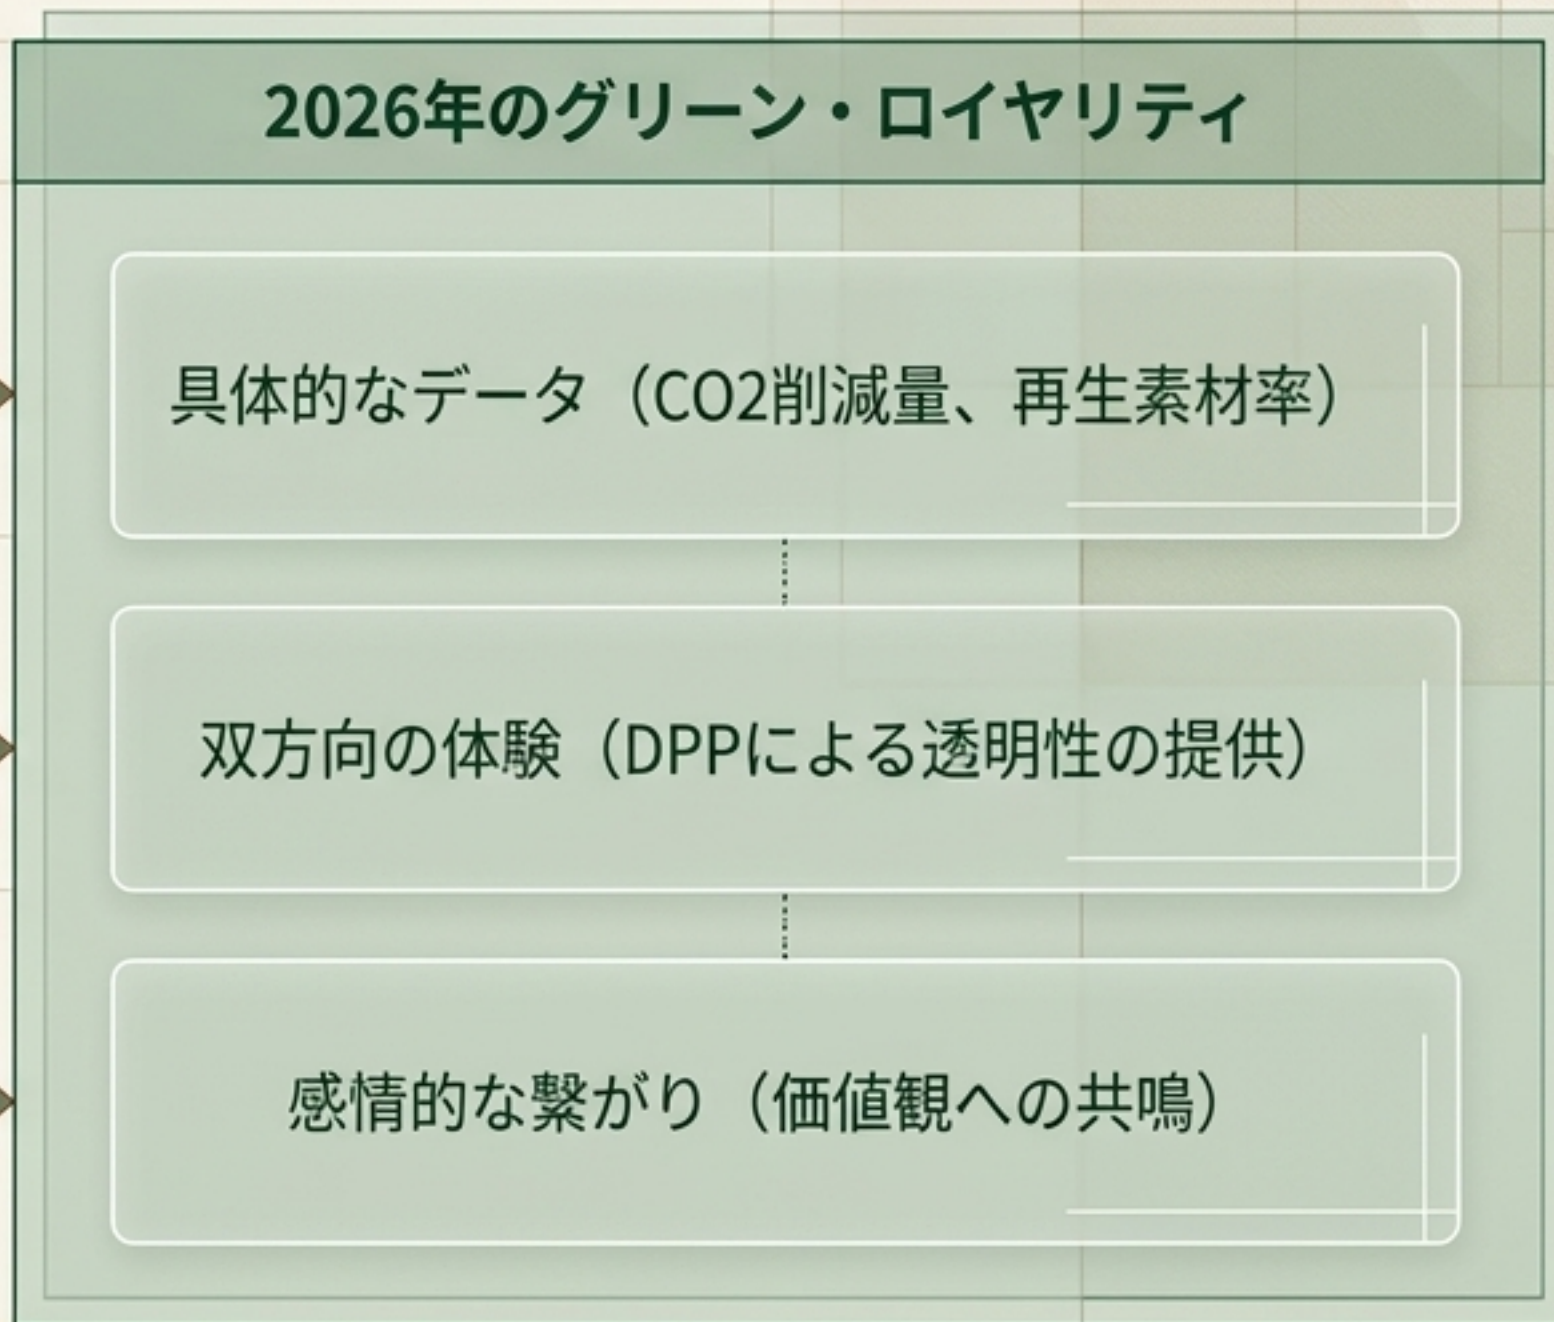 2026年のグリーン・ロイヤリティ
具体的なデータ（CO2削減量、再生素材率）
双方向の体験（DPPによる透明性の提供）
感情的な繋がり（価値観への共鳴）